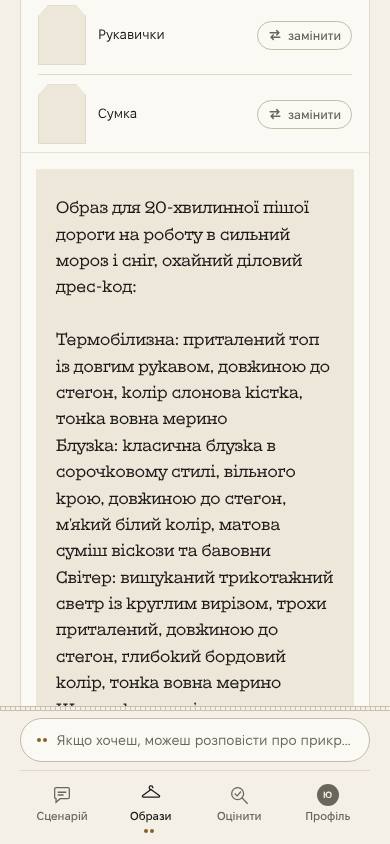 Рукавички
замінити
Сумка
замінити
Образ для 20-хвилинної пішої
дороги на роботу в сильний
мороз і сніг, охайний діловий
дрес-код:
Термобілизна: приталений топ
із довгим рукавом, довжиною до
стегон, колір слонова кістка,
тонка вовна мерино
Блузка: класична блузка в
сорочковому стилі, вільного
крою, довжиною до стегон,
м'який білий колір, матова
суміш віскози та бавовни
Светр: вишуканий трикотажний
светр із круглим вирізом, трохи
приталений, довжиною до
стегон, глибокий бордовий
колір, тонка вовна мерино
Якщо хочеш, можеш розповісти про прикр...
Сценарій
Образи
Оцінити
Ю
Профіль